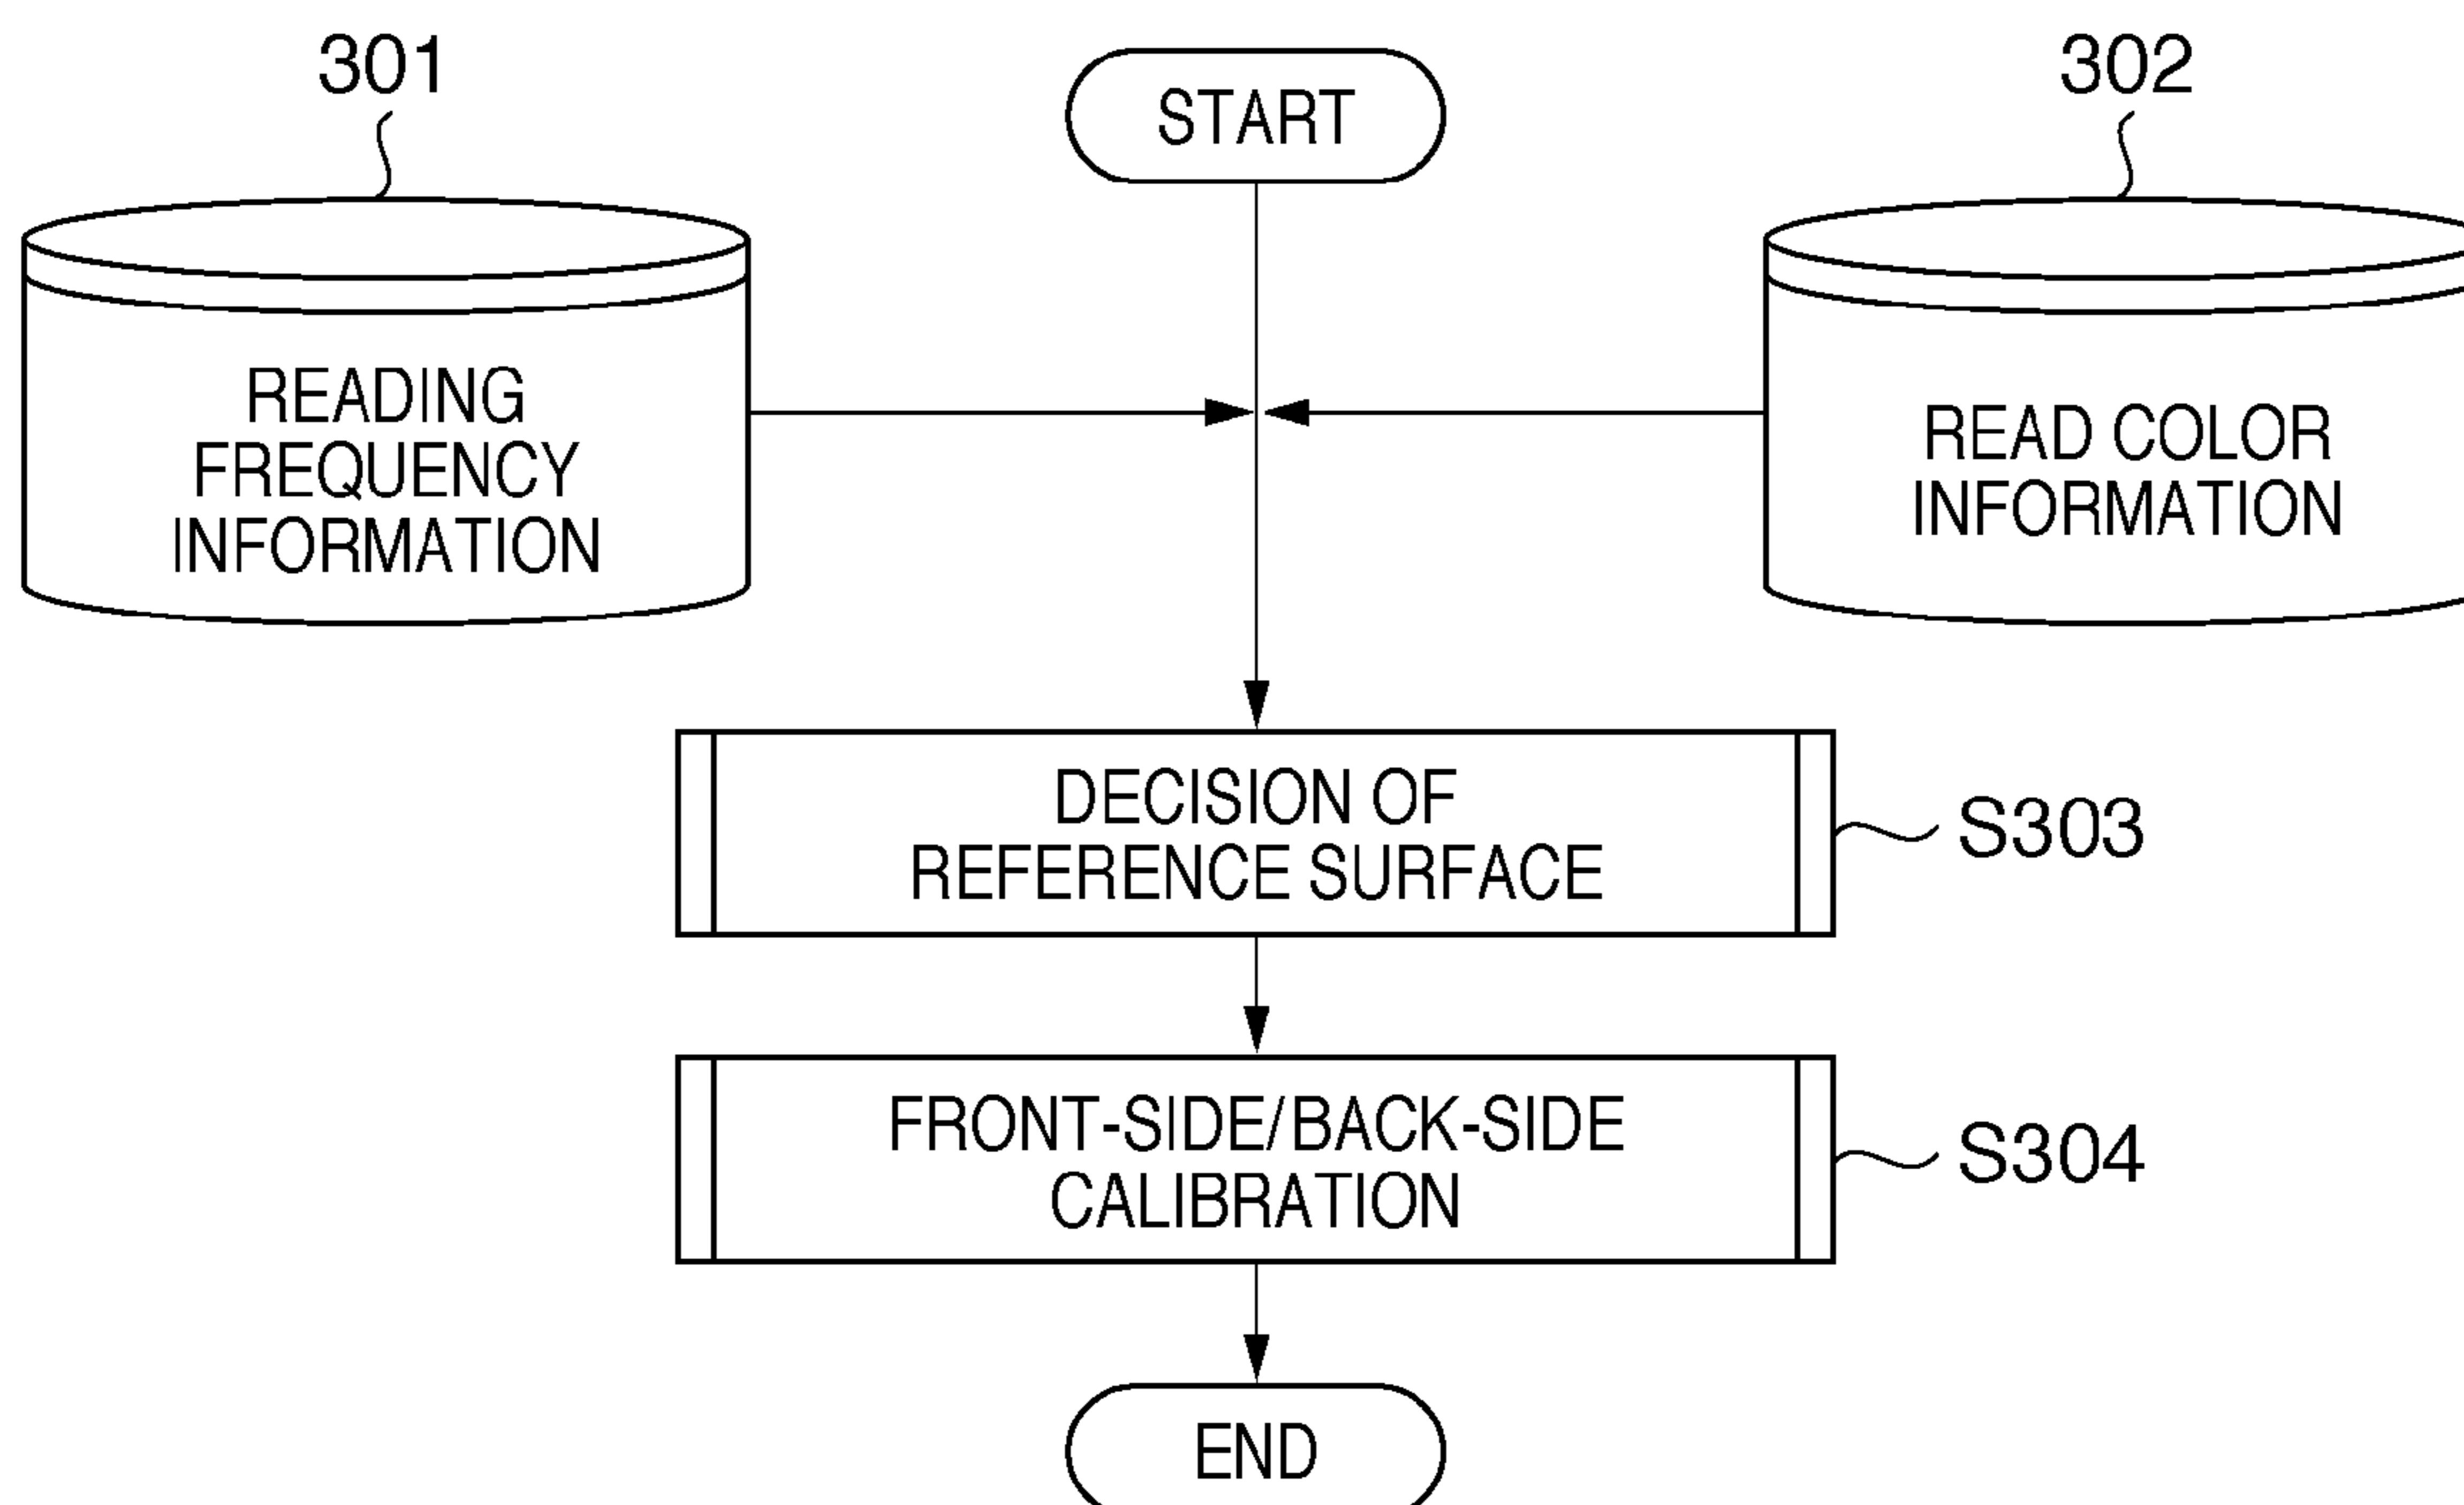 301
START
302
READING
FREQUENCY
INFORMATION
READ COLOR
INFORMATION
DECISION OF
REFERENCE SURFACE
S303
FRONT-SIDE/BACK-SIDE
CALIBRATION
S304
END